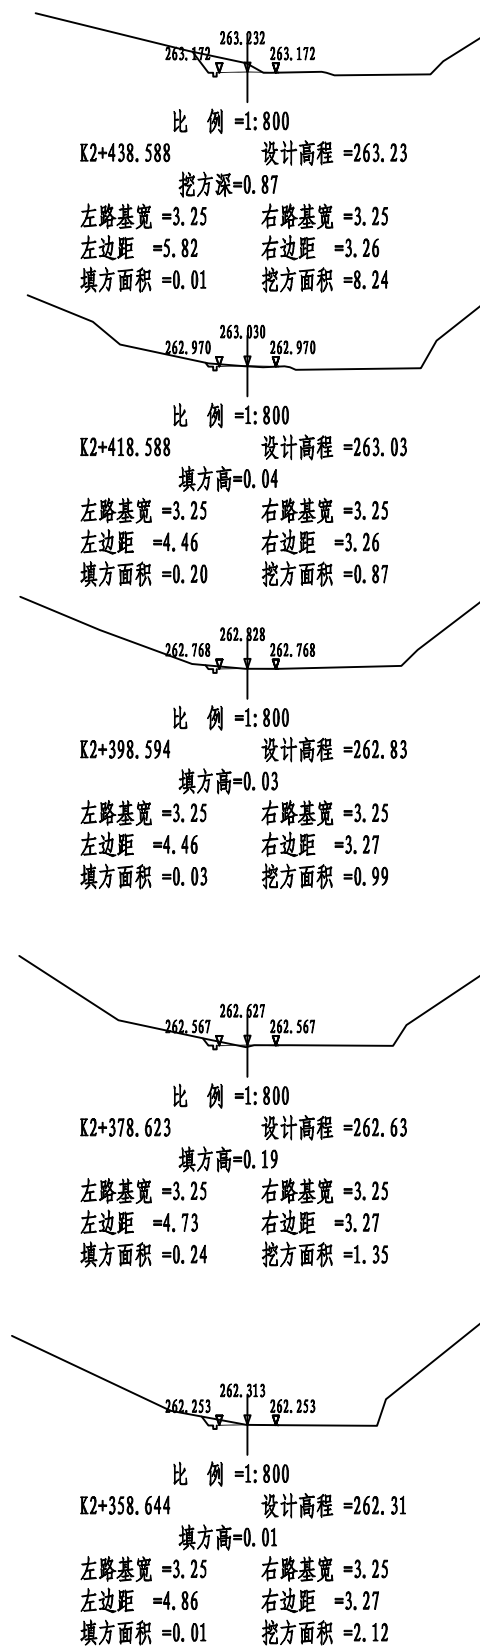 263.232
263.172 263.172
比 例 =1:800
K2+438.588 设计高程 =263.23
挖方深=0.87
左路基宽 =3.25 右路基宽 =3.25
左边距 =5.82 右边距 =3.26
填方面积 =0.01 挖方面积 =8.24
263.030
262.970 262.970
比 例 =1:800
K2+418.588 设计高程 =263.03
填方高=0.04
左路基宽 =3.25 右路基宽 =3.25
左边距 =4.46 右边距 =3.26
填方面积 =0.20 挖方面积 =0.87
262.828
262.768 262.768
比 例 =1:800
K2+398.594 设计高程 =262.83
填方高=0.03
左路基宽 =3.25 右路基宽 =3.25
左边距 =4.46 右边距 =3.27
填方面积 =0.03 挖方面积 =0.99
262.627
262.567 262.567
比 例 =1:800
K2+378.623 设计高程 =262.63
填方高=0.19
左路基宽 =3.25 右路基宽 =3.25
左边距 =4.73 右边距 =3.27
填方面积 =0.24 挖方面积 =1.35
262.313
262.253 262.253
比 例 =1:800
K2+358.644 设计高程 =262.31
填方高=0.01
左路基宽 =3.25 右路基宽 =3.25
左边距 =4.86 右边距 =3.27
填方面积 =0.01 挖方面积 =2.12